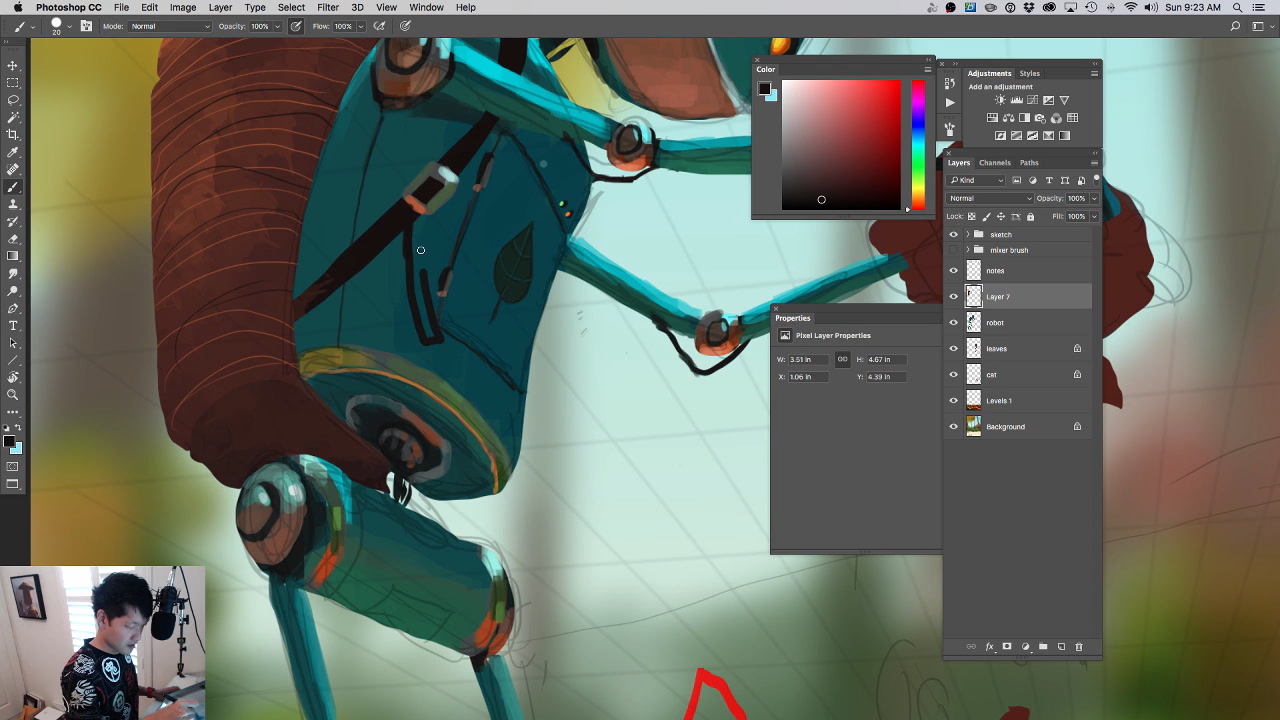 Photoshop CC File Edit Image Layer Type Select Filter 3D View Window Help Sun 9:23 AM
20 Mode: Normal Opacity: 100% Flow: 100%
Color
Adjustments Styles
Add an adjustment
Layers Channels Paths
Kind
Normal Opacity: 100%
Lock: Fill: 100%
sketch
mixer brush
notes
Layer 7
robot
leaves
cat
Levels 1
Background
Properties
Pixel Layer Properties
W: 3.51 in H: 4.67 in
X: 1.06 in Y: 4.39 in